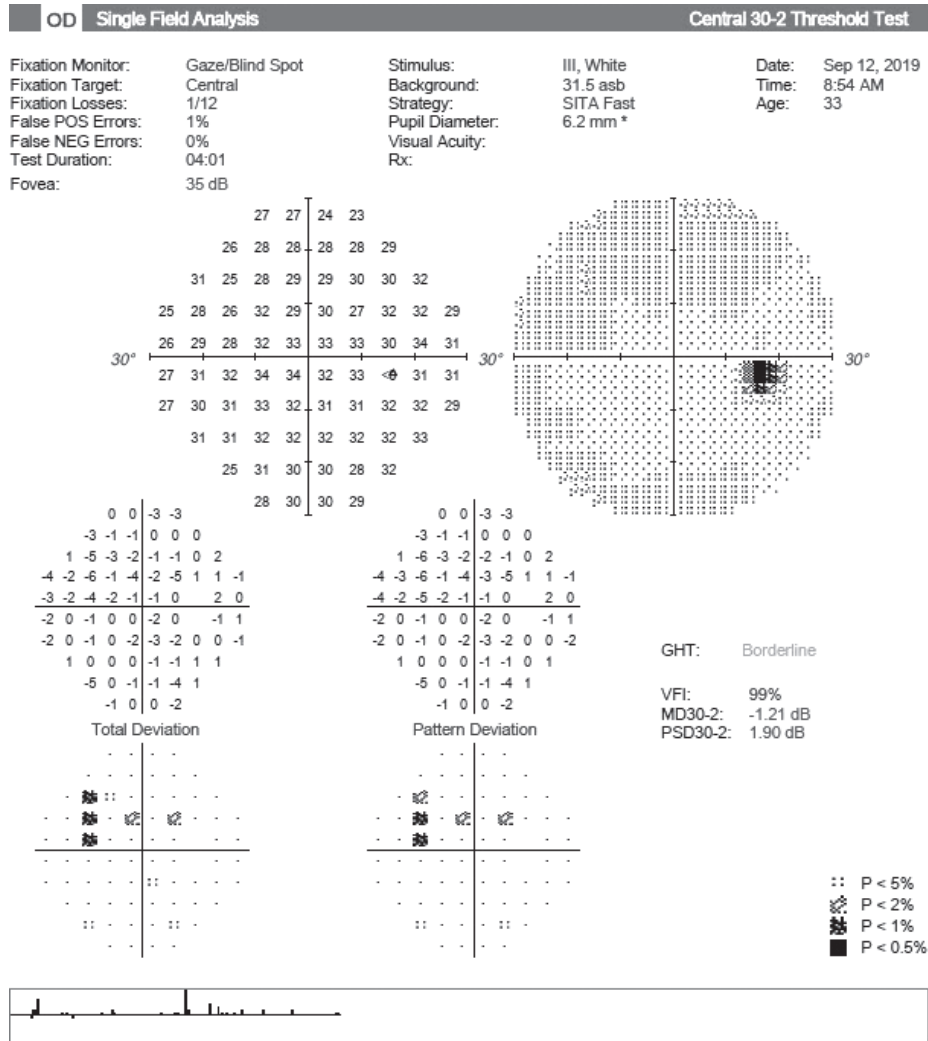 OD Single Field Analysis Central 30-2 Threshold Test
Fixation Monitor: Gaze/Blind Spot Stimulus: III, White Date: Sep 12, 2019
Fixation Target: Central Background: 31.5 asb Time: 8:54 AM
Fixation Losses: 1/12 Strategy: SITA Fast Age: 33
False POS Errors: 1% Pupil Diameter: 6.2 mm *
False NEG Errors: 0% Visual Acuity:
Test Duration: 04:01 Rx:
Fovea: 35 dB
27 27 24 23
26 28 28 28 28 29
31 25 28 29 29 30 30 32
25 28 26 32 29 30 27 32 32 29
26 29 28 32 33 33 33 30 34 31
30° 30° 30°
27 31 32 34 34 32 33 <0 31 31
27 30 31 33 32 31 31 32 32 29
31 31 32 32 32 32 32 33
25 31 30 30 28 32
28 30 30 29
0 0 -3 -3 0 0 -3 -3
-3 -1 -1 0 0 0 -3 -1 -1 0 0 0
1 -5 -3 -2 -1 -1 0 2 1 -6 -3 -2 -2 -1 0 2
-4 -2 -6 -1 -4 -2 -5 1 1 -1 -4 -3 -6 -1 -4 -3 -5 1 1 -1
-3 -2 -4 -2 -1 -1 0 2 0 -4 -2 -5 -2 -1 -1 0 2 0
-2 0 -1 0 0 -2 0 -1 1 -2 0 -1 0 0 -2 0 -1 1
-2 0 -1 0 -2 -3 -2 0 0 -1 -2 0 -1 0 -2 -3 -2 0 0 -2
1 0 0 0 -1 -1 1 1 1 0 0 0 -1 -1 0 1
-5 0 -1 -1 -4 1 -5 0 -1 -1 -4 1
-1 0 0 -2 -1 0 0 -2
Total Deviation Pattern Deviation
GHT: Borderline
VFI: 99%
MD30-2: -1.21 dB
PSD30-2: 1.90 dB
P < 5%
P < 2%
P < 1%
P < 0.5%